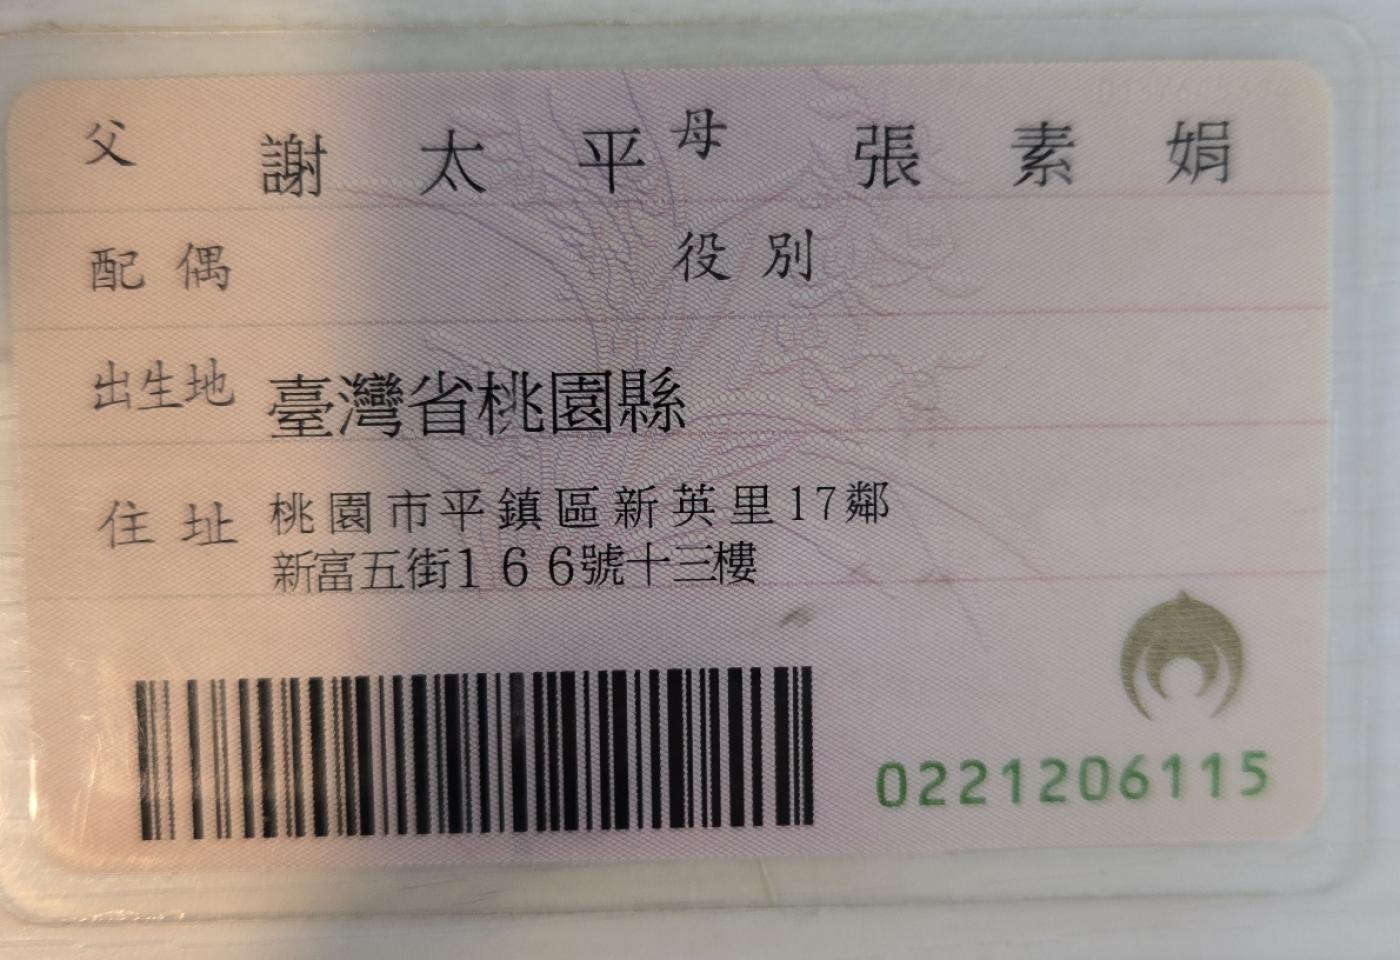 父 謝太平 母 張素娟
配偶 役別
出生地 臺灣省桃園縣
住址 桃園市平鎮區新英里17鄰
新富五街166號十三樓
0221206115